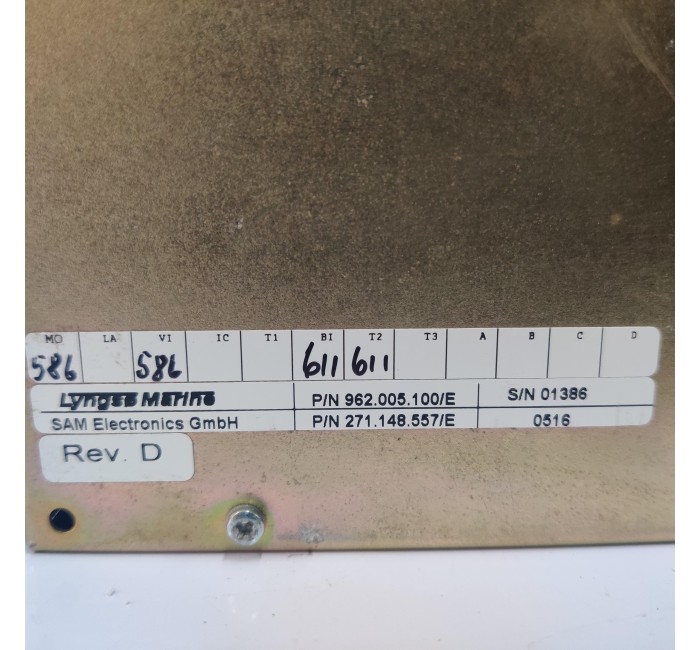 MD LA VI IC T1 BI T2 T3 A B C D
586 586 611 611
Lyngsø Marine P/N 962.005.100/E S/N 01386
SAM Electronics GmbH P/N 271.148.557/E 0516
Rev. D